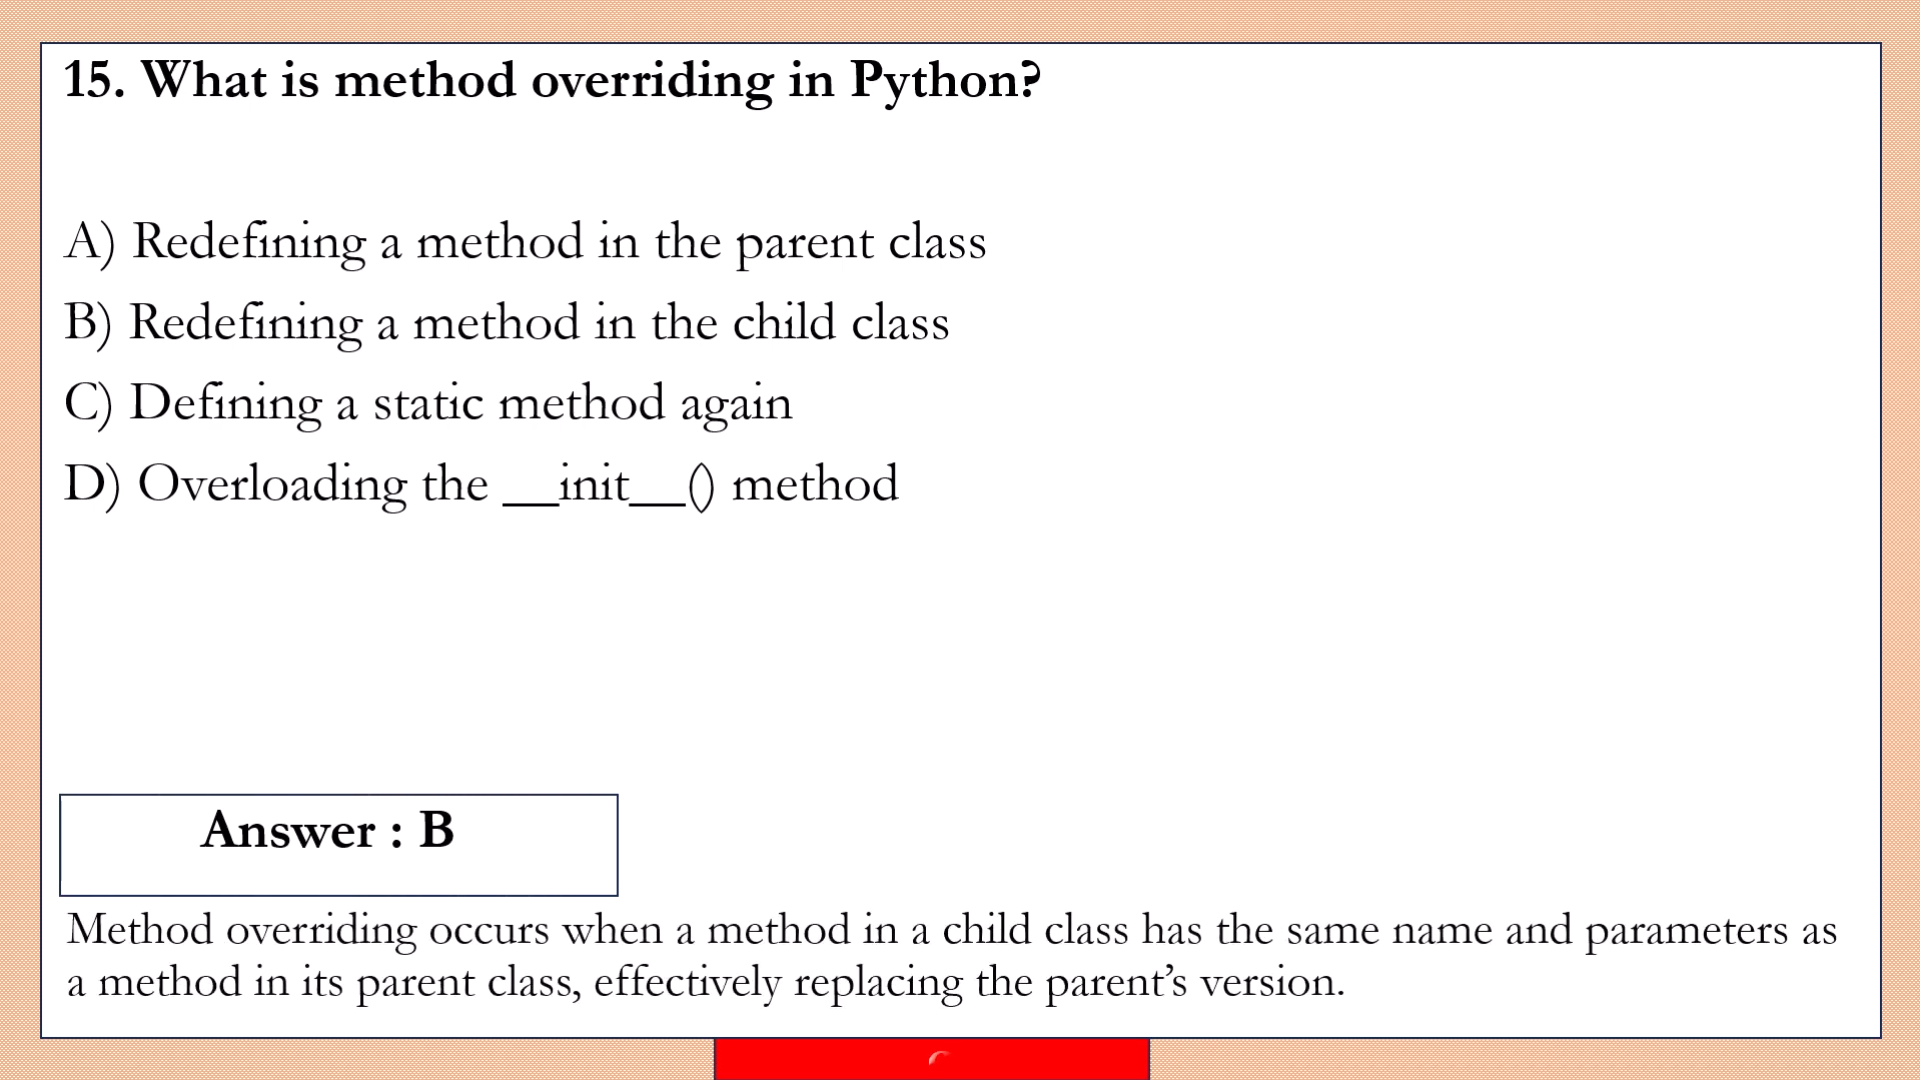 15. What is method overriding in Python?
A) Redefining a method in the parent class
B) Redefining a method in the child class
C) Defining a static method again
D) Overloading the __init__() method
Answer : B
Method overriding occurs when a method in a child class has the same name and parameters as
a method in its parent class, effectively replacing the parent’s version.